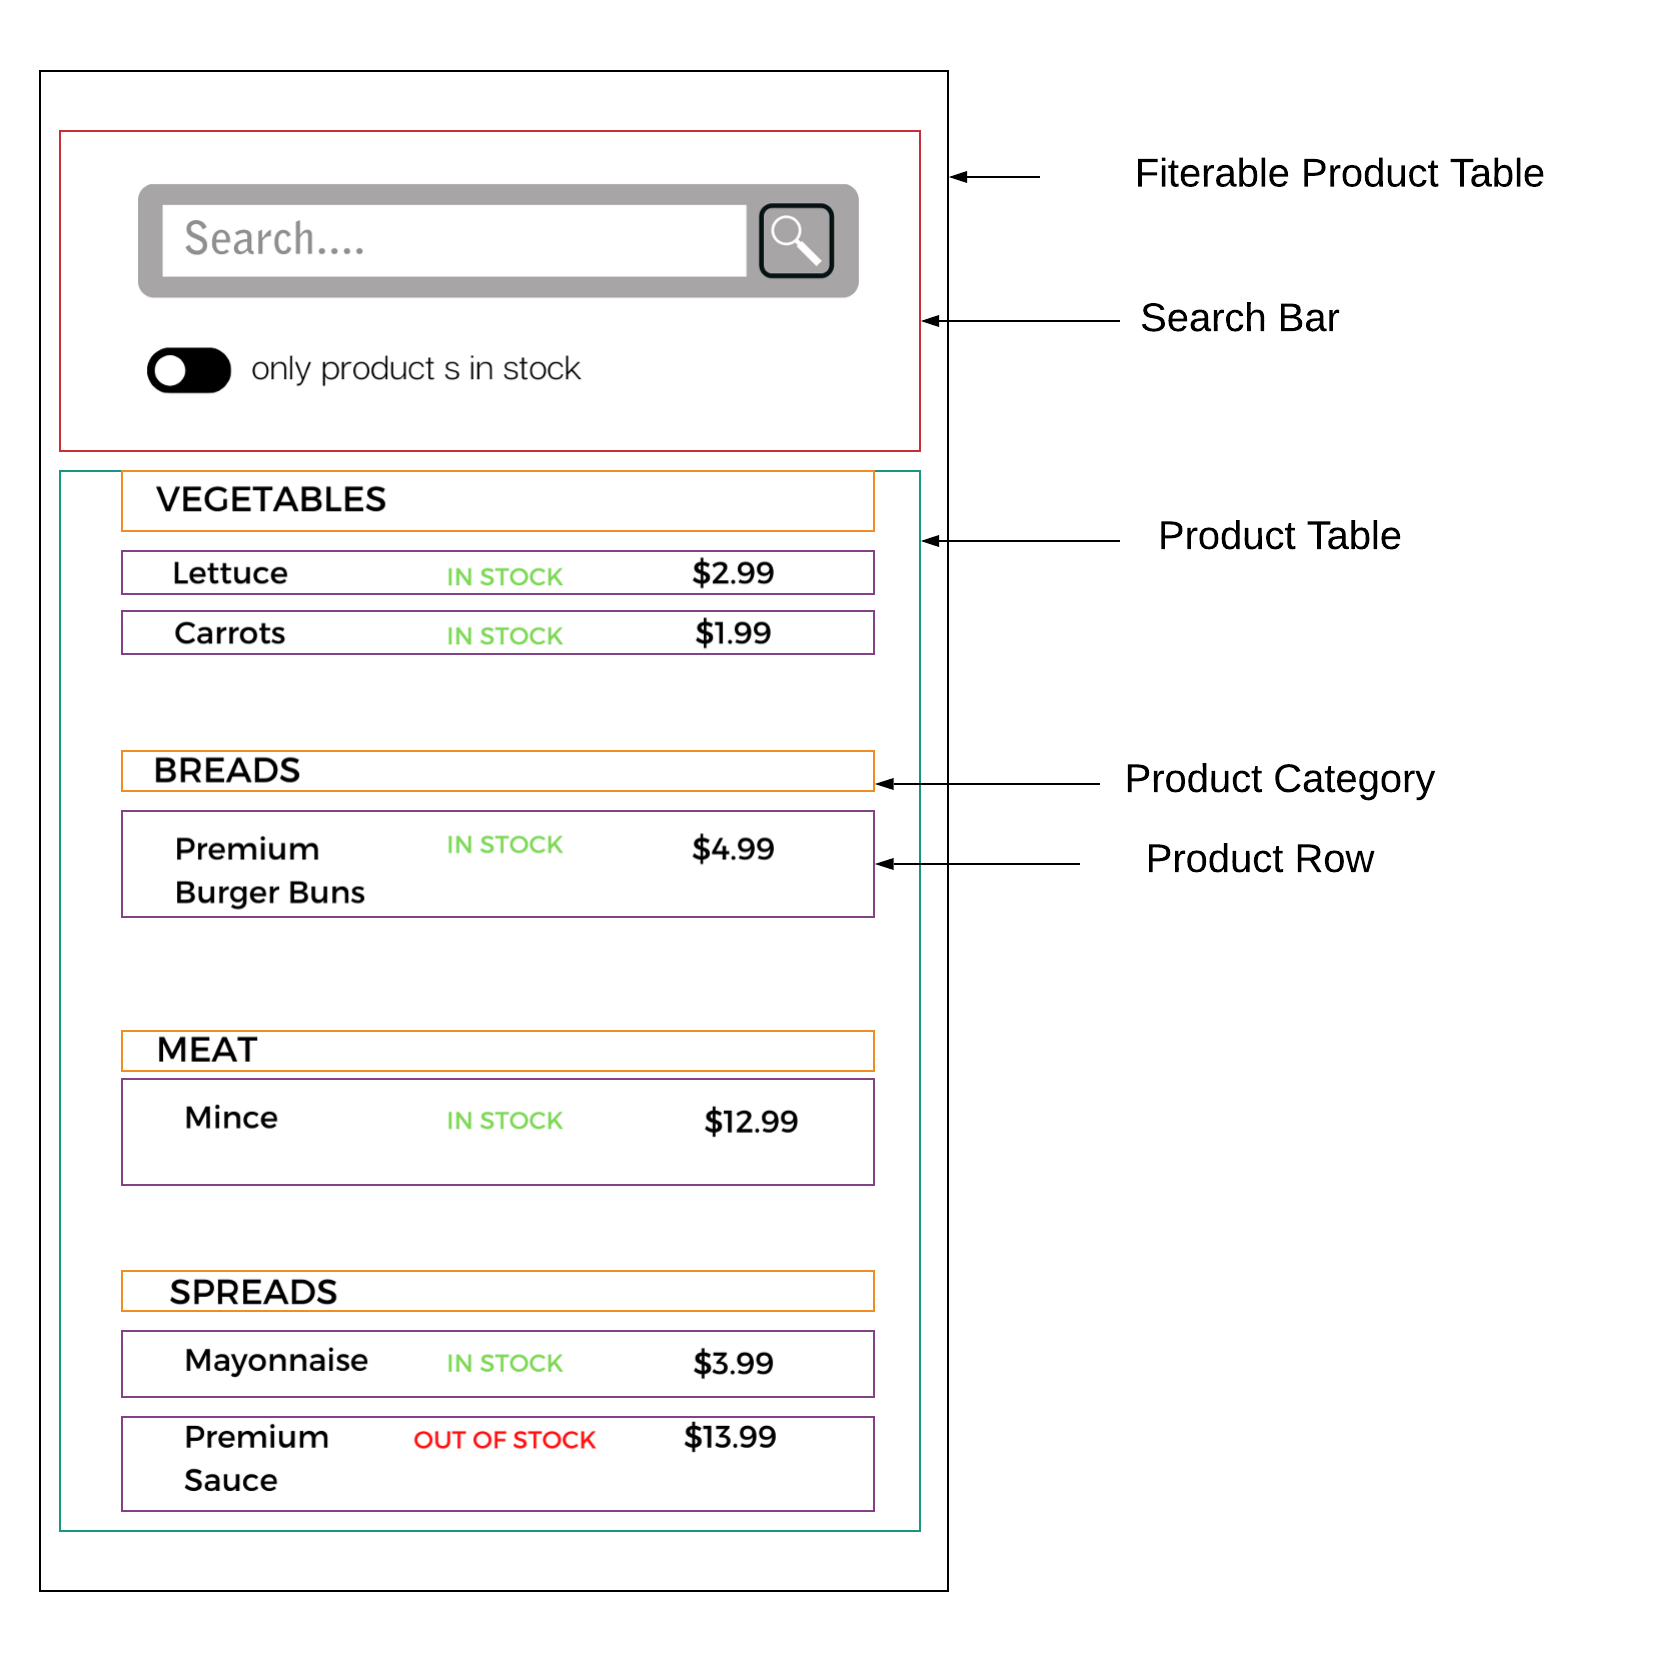 Fiterable Product Table
Search....
Search Bar
only product s in stock
VEGETABLES
Product Table
Lettuce IN STOCK $2.99
Carrots IN STOCK $1.99
BREADS
Product Category
Premium IN STOCK $4.99
Burger Buns
Product Row
MEAT
Mince IN STOCK $12.99
SPREADS
Mayonnaise IN STOCK $3.99
Premium OUT OF STOCK $13.99
Sauce